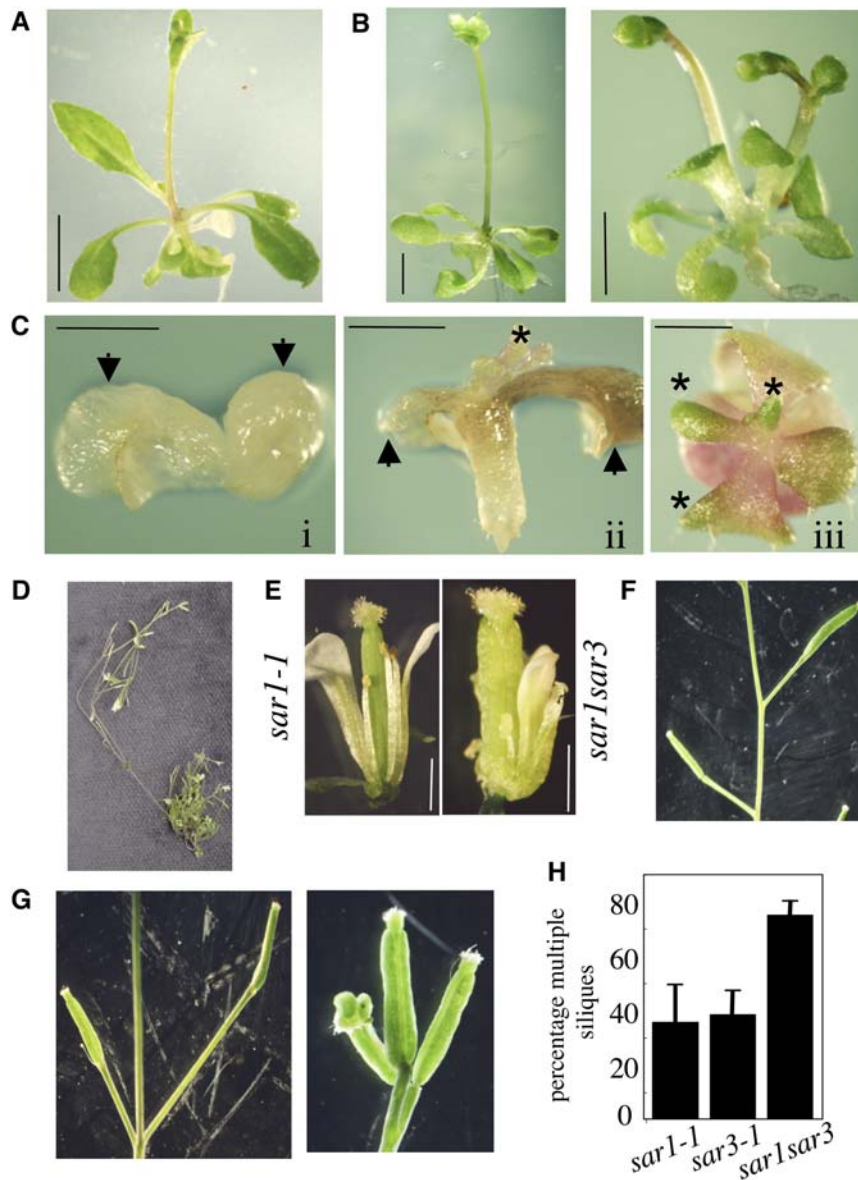 A
B
C
*
*
*
*
i
ii
iii
D
E
F
sar1-1
sar1sar3
G
H
percentage multiple
siliques
80
60
40
20
0
sar1-1
sar3-1
sar1sar3